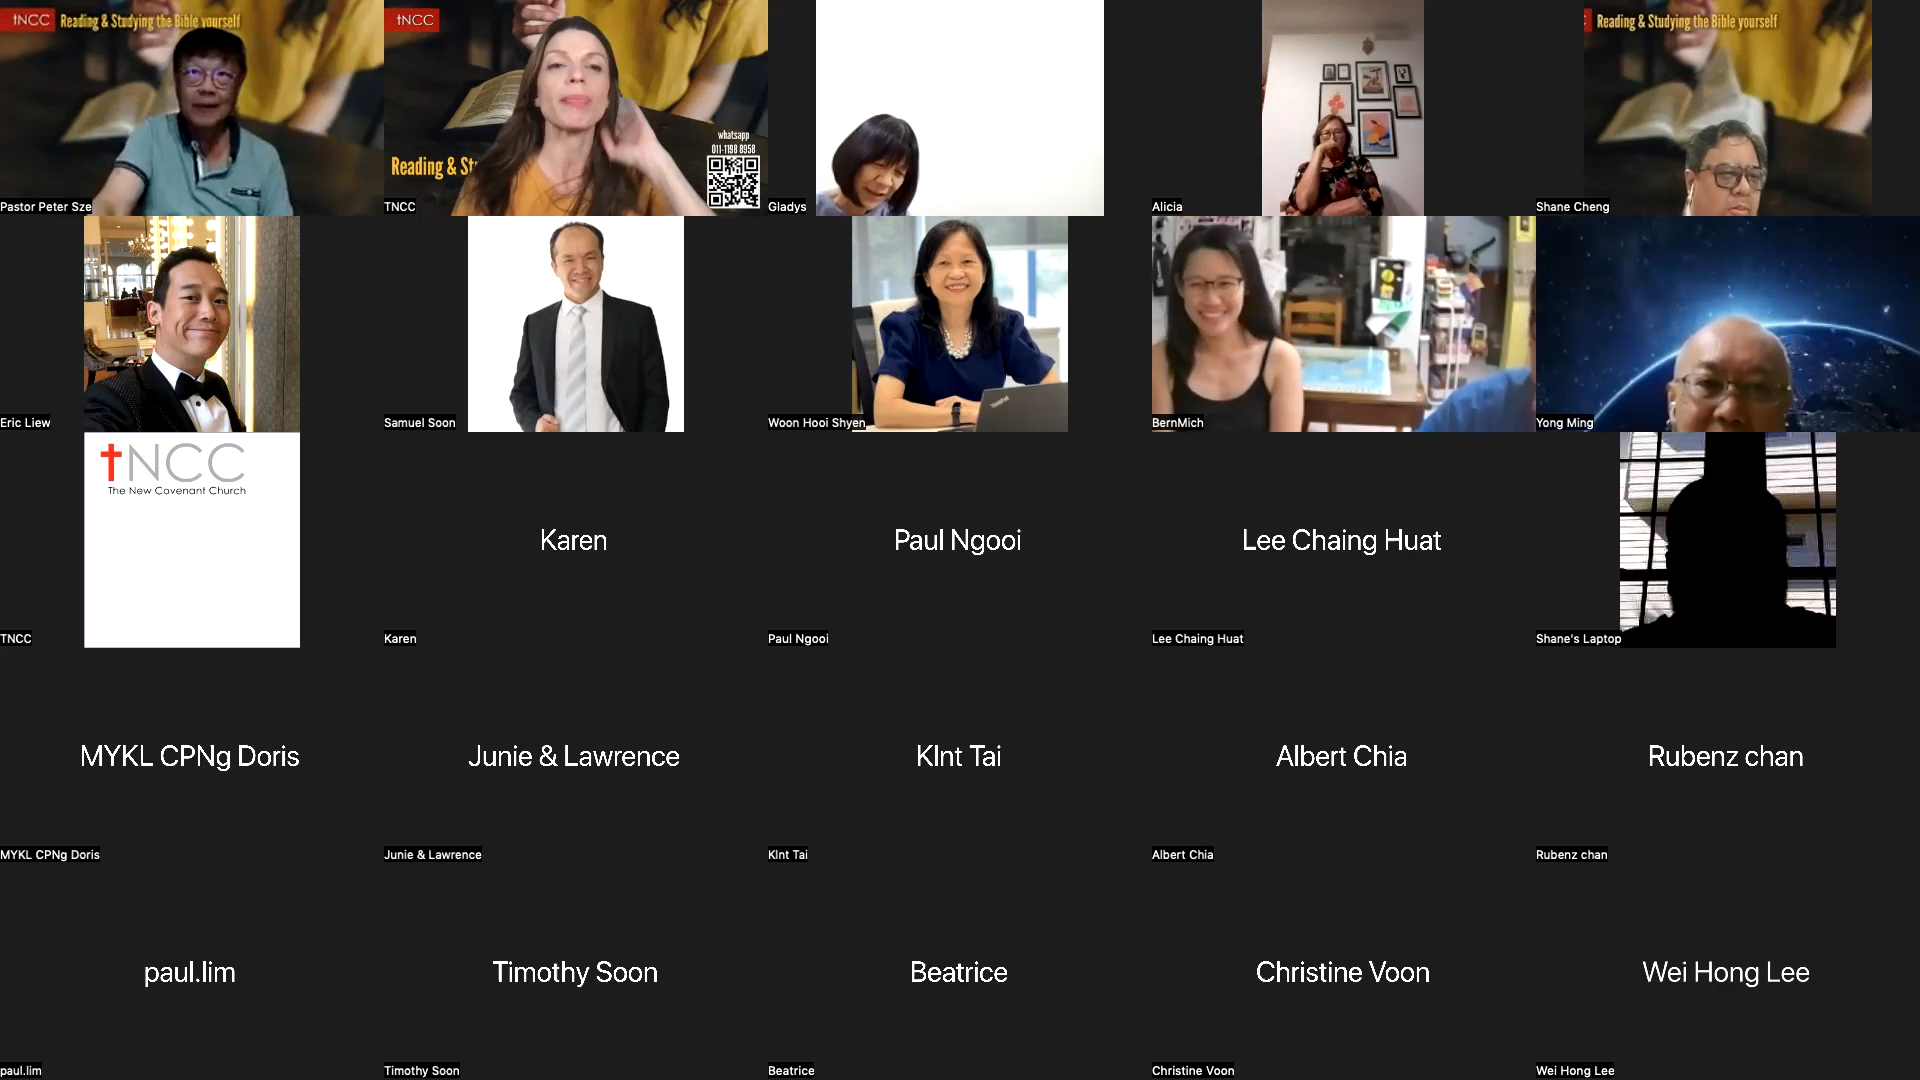 tNCC
Reading & Studying the Bible yourself
Pastor Peter Sze
tNCC
whatsapp
011-1198 8958
Reading & St
TNCC
Gladys
Alicia
Reading & Studying the Bible yourself
Shane Cheng
Eric Liew
Samuel Soon
ThinkPad
Woon Hooi Shyen
BernMich
Yong Ming
tNCC
The New Covenant Church
TNCC
Karen
Karen
Paul Ngooi
Paul Ngooi
Lee Chaing Huat
Lee Chaing Huat
Shane's Laptop
MYKL CPNg Doris
MYKL CPNg Doris
Junie & Lawrence
Junie & Lawrence
KInt Tai
KInt Tai
Albert Chia
Albert Chia
Rubenz chan
Rubenz chan
paul.lim
paul.lim
Timothy Soon
Timothy Soon
Beatrice
Beatrice
Christine Voon
Christine Voon
Wei Hong Lee
Wei Hong Lee